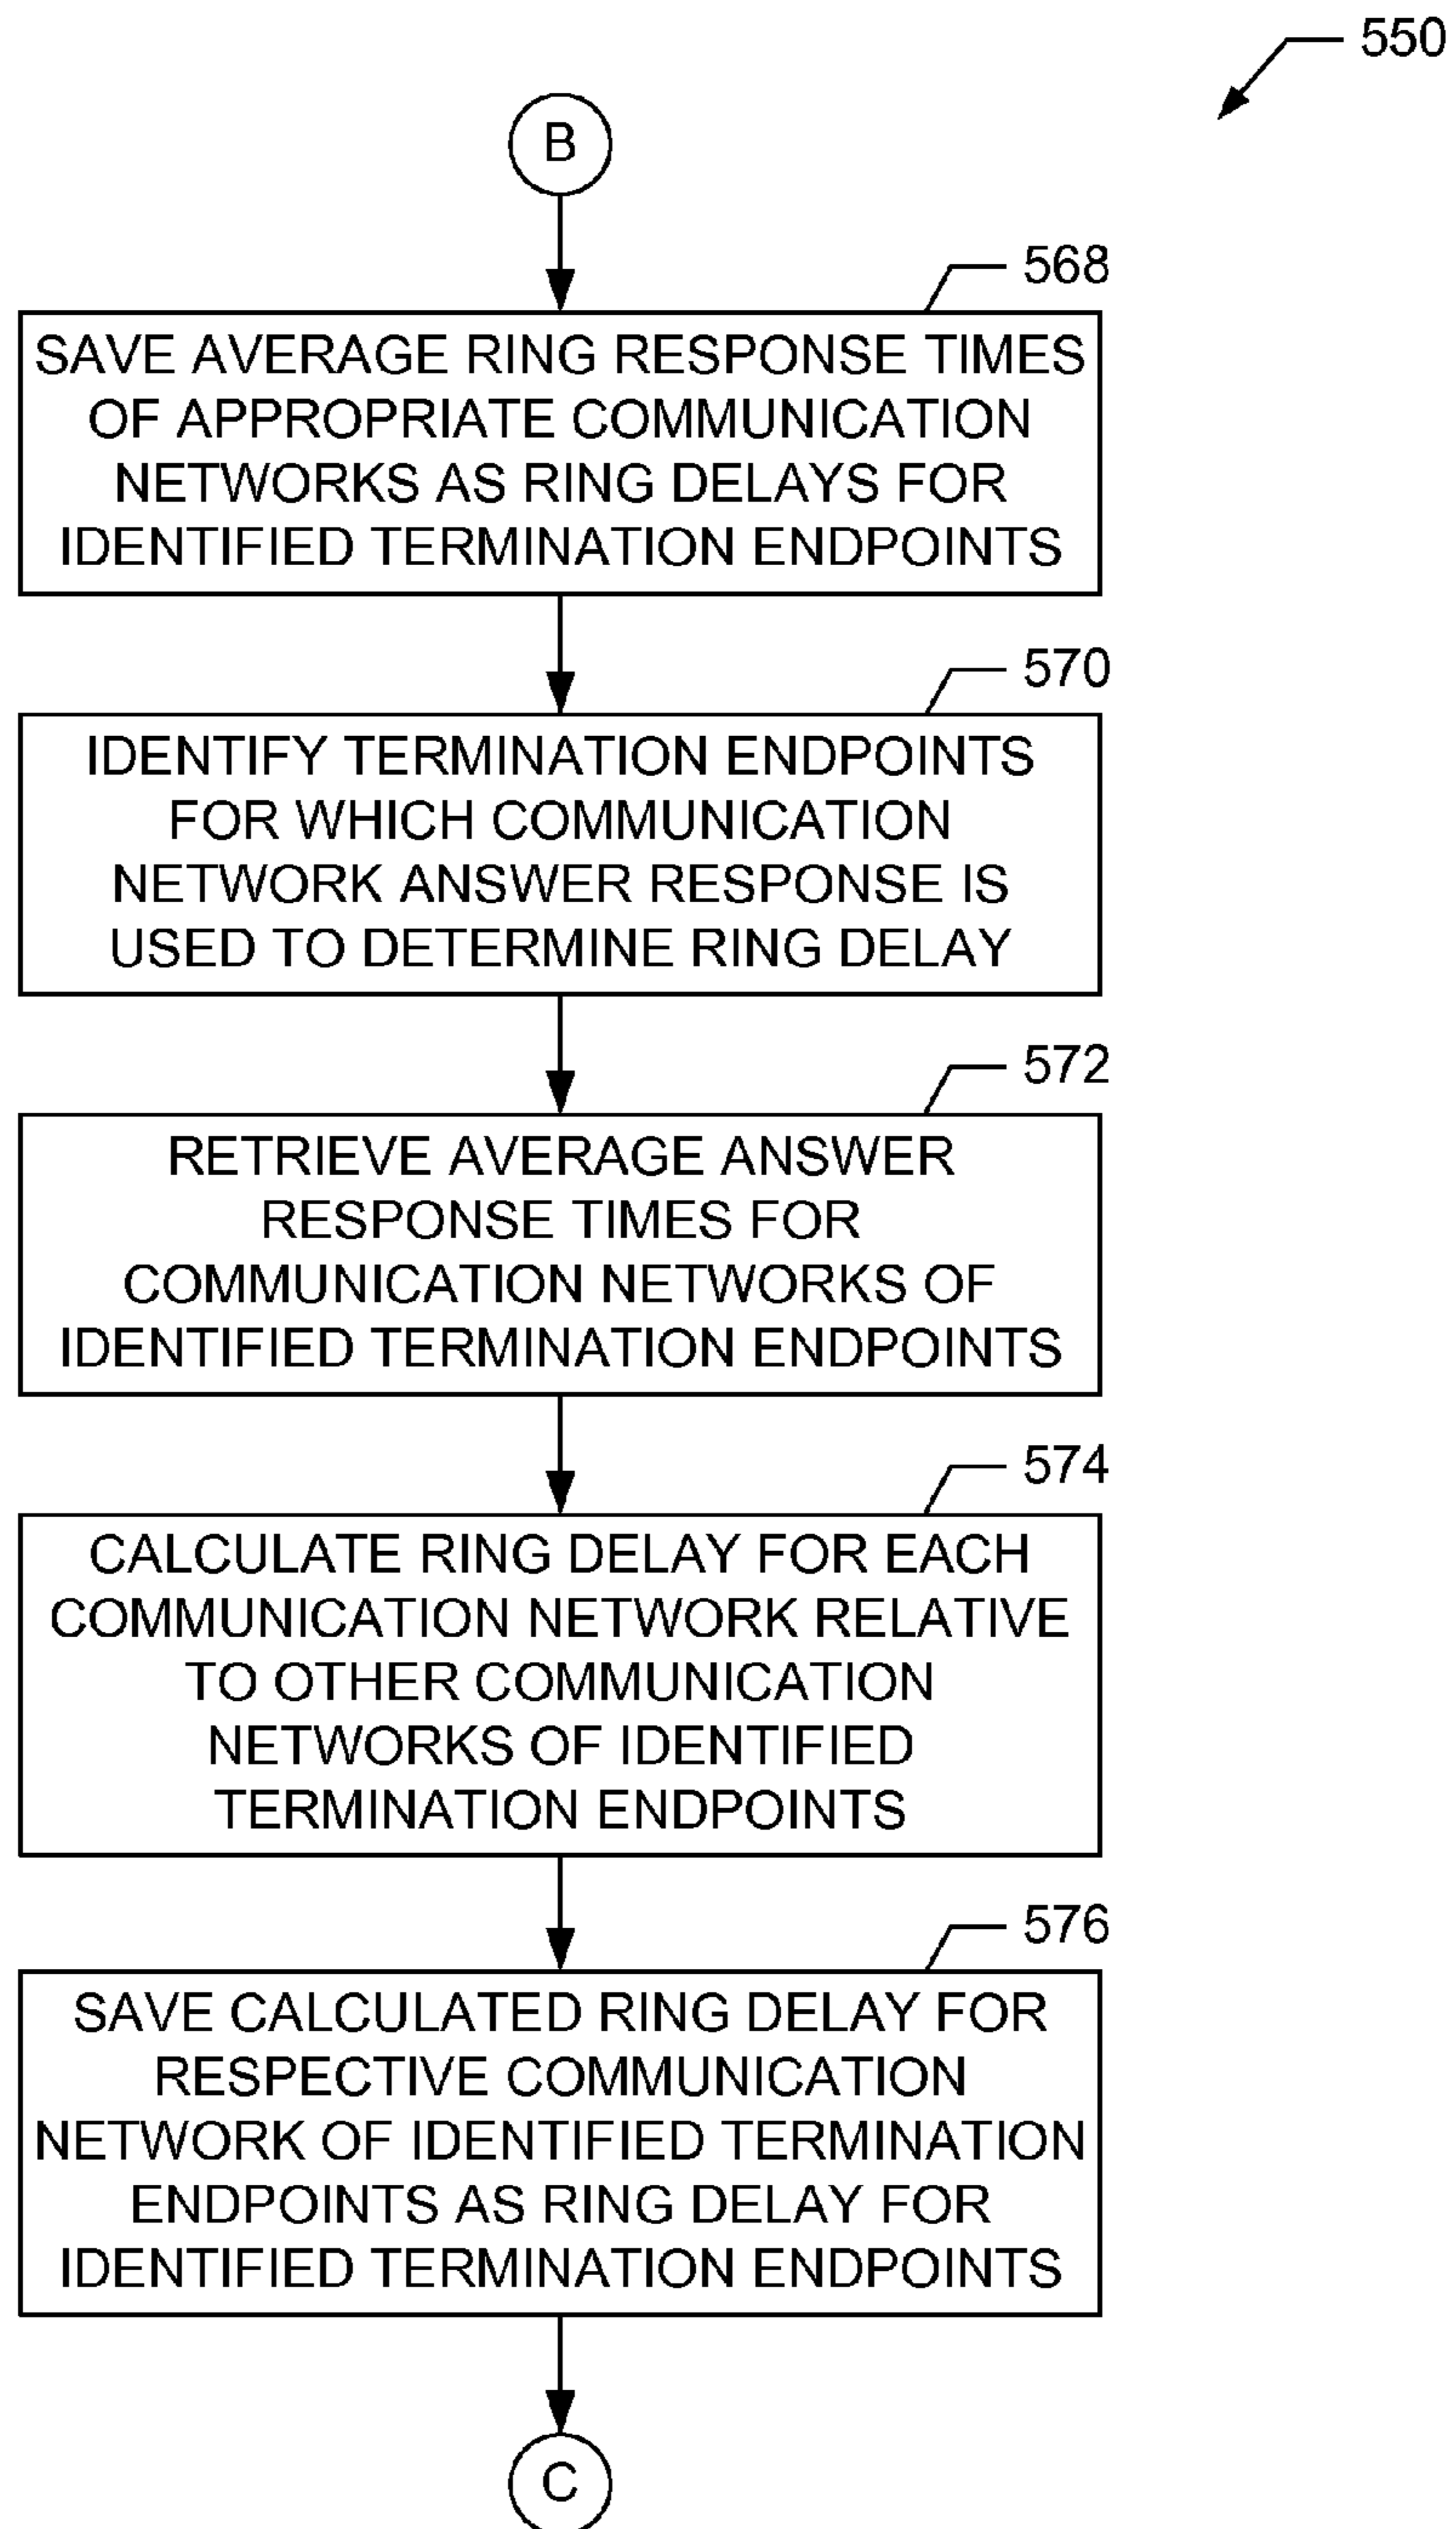 550
B
568
SAVE AVERAGE RING RESPONSE TIMES
OF APPROPRIATE COMMUNICATION
NETWORKS AS RING DELAYS FOR
IDENTIFIED TERMINATION ENDPOINTS
570
IDENTIFY TERMINATION ENDPOINTS
FOR WHICH COMMUNICATION
NETWORK ANSWER RESPONSE IS
USED TO DETERMINE RING DELAY
572
RETRIEVE AVERAGE ANSWER
RESPONSE TIMES FOR
COMMUNICATION NETWORKS OF
IDENTIFIED TERMINATION ENDPOINTS
574
CALCULATE RING DELAY FOR EACH
COMMUNICATION NETWORK RELATIVE
TO OTHER COMMUNICATION
NETWORKS OF IDENTIFIED
TERMINATION ENDPOINTS
576
SAVE CALCULATED RING DELAY FOR
RESPECTIVE COMMUNICATION
NETWORK OF IDENTIFIED TERMINATION
ENDPOINTS AS RING DELAY FOR
IDENTIFIED TERMINATION ENDPOINTS
C